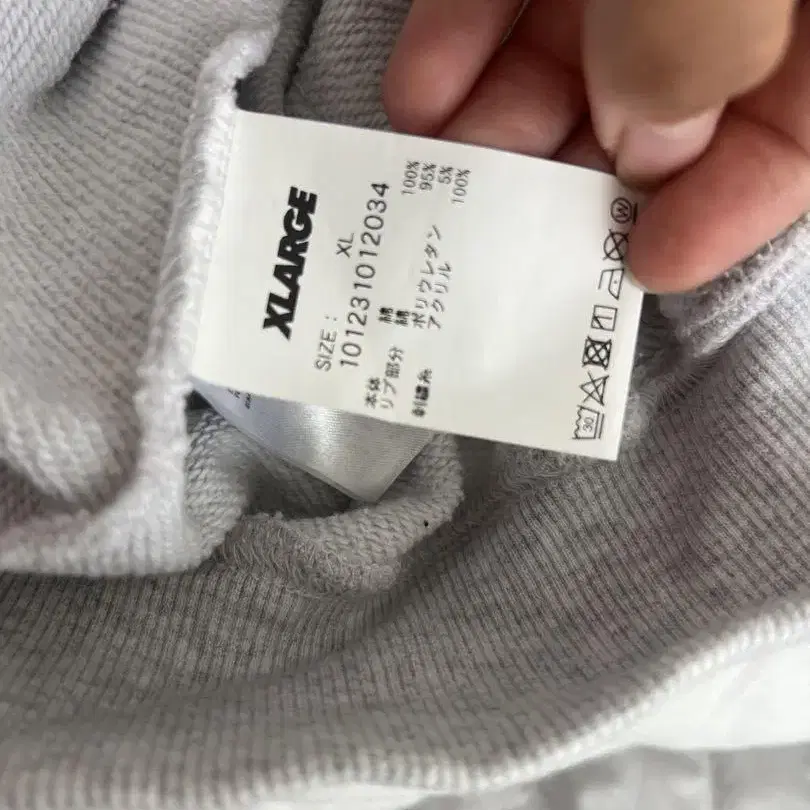 XLARGE
SIZE : XL
101231012034
本体 綿 100%
リブ部分 綿 95%
ポリウレタン 5%
刺繍糸 アクリル 100%
30
W